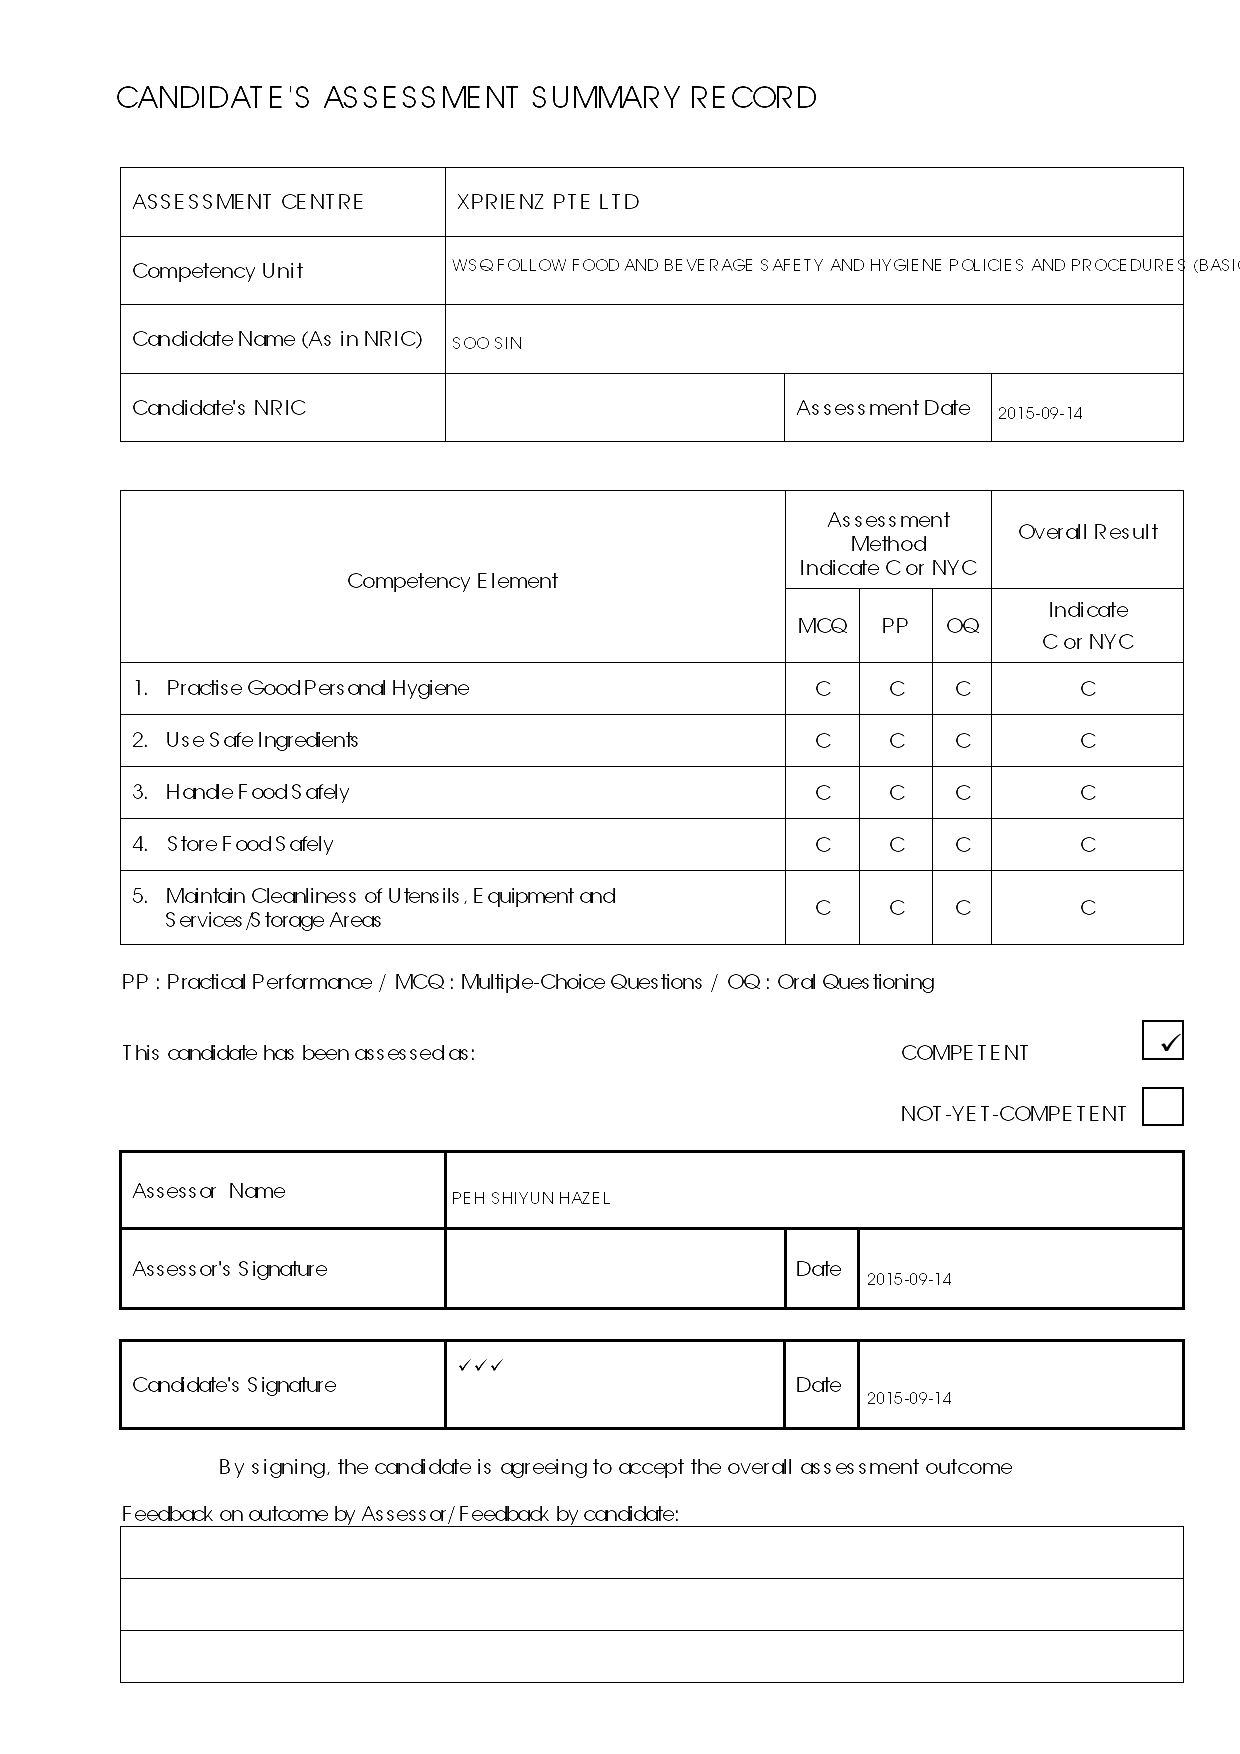 CANDIDATE'S ASSESSMENT SUMMARY RECORD
ASSESSMENT CENTRE XPRIENZ PTE LTD
Competency Unit WSQ FOLLOW FOOD AND BEVERAGE SAFETY AND HYGIENE POLICIES AND PROCEDURES
Candidate Name (As in NRIC) SOO SIN
Candidate's NRIC Assessment Date 2015-09-14
Competency Element
Assessment
Method
Indicate C or NYC
Overall Result
MCQ PP OQ
Indicate
C or NYC
1. Practise Good Personal Hygiene C C C C
2. Use Safe Ingredients C C C C
3. Handle Food Safely C C C C
4. Store Food Safely C C C C
5. Maintain Cleanliness of Utensils, Equipment and
Services/Storage Areas C C C C
PP : Practical Performance / MCQ : Multiple-Choice Questions / OQ : Oral Questioning
This candidate has been assessed as: COMPETENT ✓
NOT-YET-COMPETENT
Assessor Name PEH SHIYUN HAZEL
Assessor's Signature Date 2015-09-14
Candidate's Signature ✓✓✓ Date 2015-09-14
By signing, the candidate is agreeing to accept the overall assessment outcome
Feedback on outcome by Assessor/ Feedback by candidate: